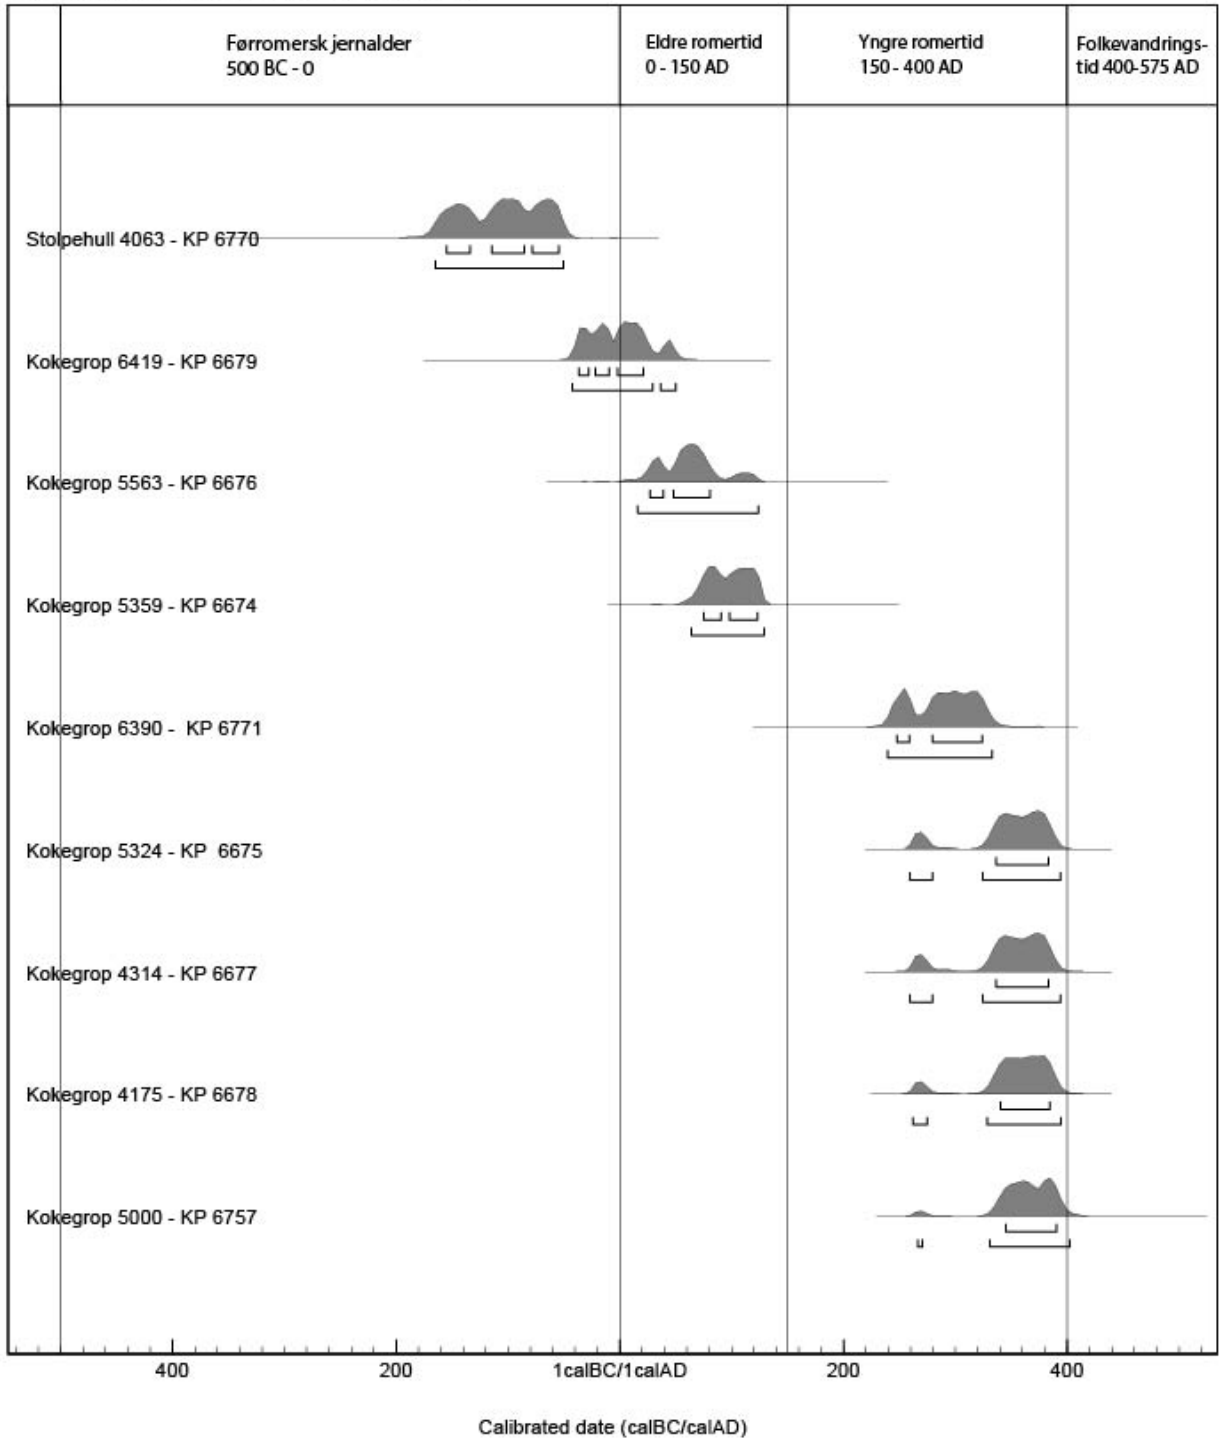 Førromersk jernalder
500 BC - 0
Eldre romertid
0 - 150 AD
Yngre romertid
150 - 400 AD
Folkevandrings-
tid 400-575 AD
Stolpehull 4063 - KP 6770
Kokegrop 6419 - KP 6679
Kokegrop 5563 - KP 6676
Kokegrop 5359 - KP 6674
Kokegrop 6390 - KP 6771
Kokegrop 5324 - KP 6675
Kokegrop 4314 - KP 6677
Kokegrop 4175 - KP 6678
Kokegrop 5000 - KP 6757
400 200 1calBC/1calAD 200 400
Calibrated date (calBC/calAD)